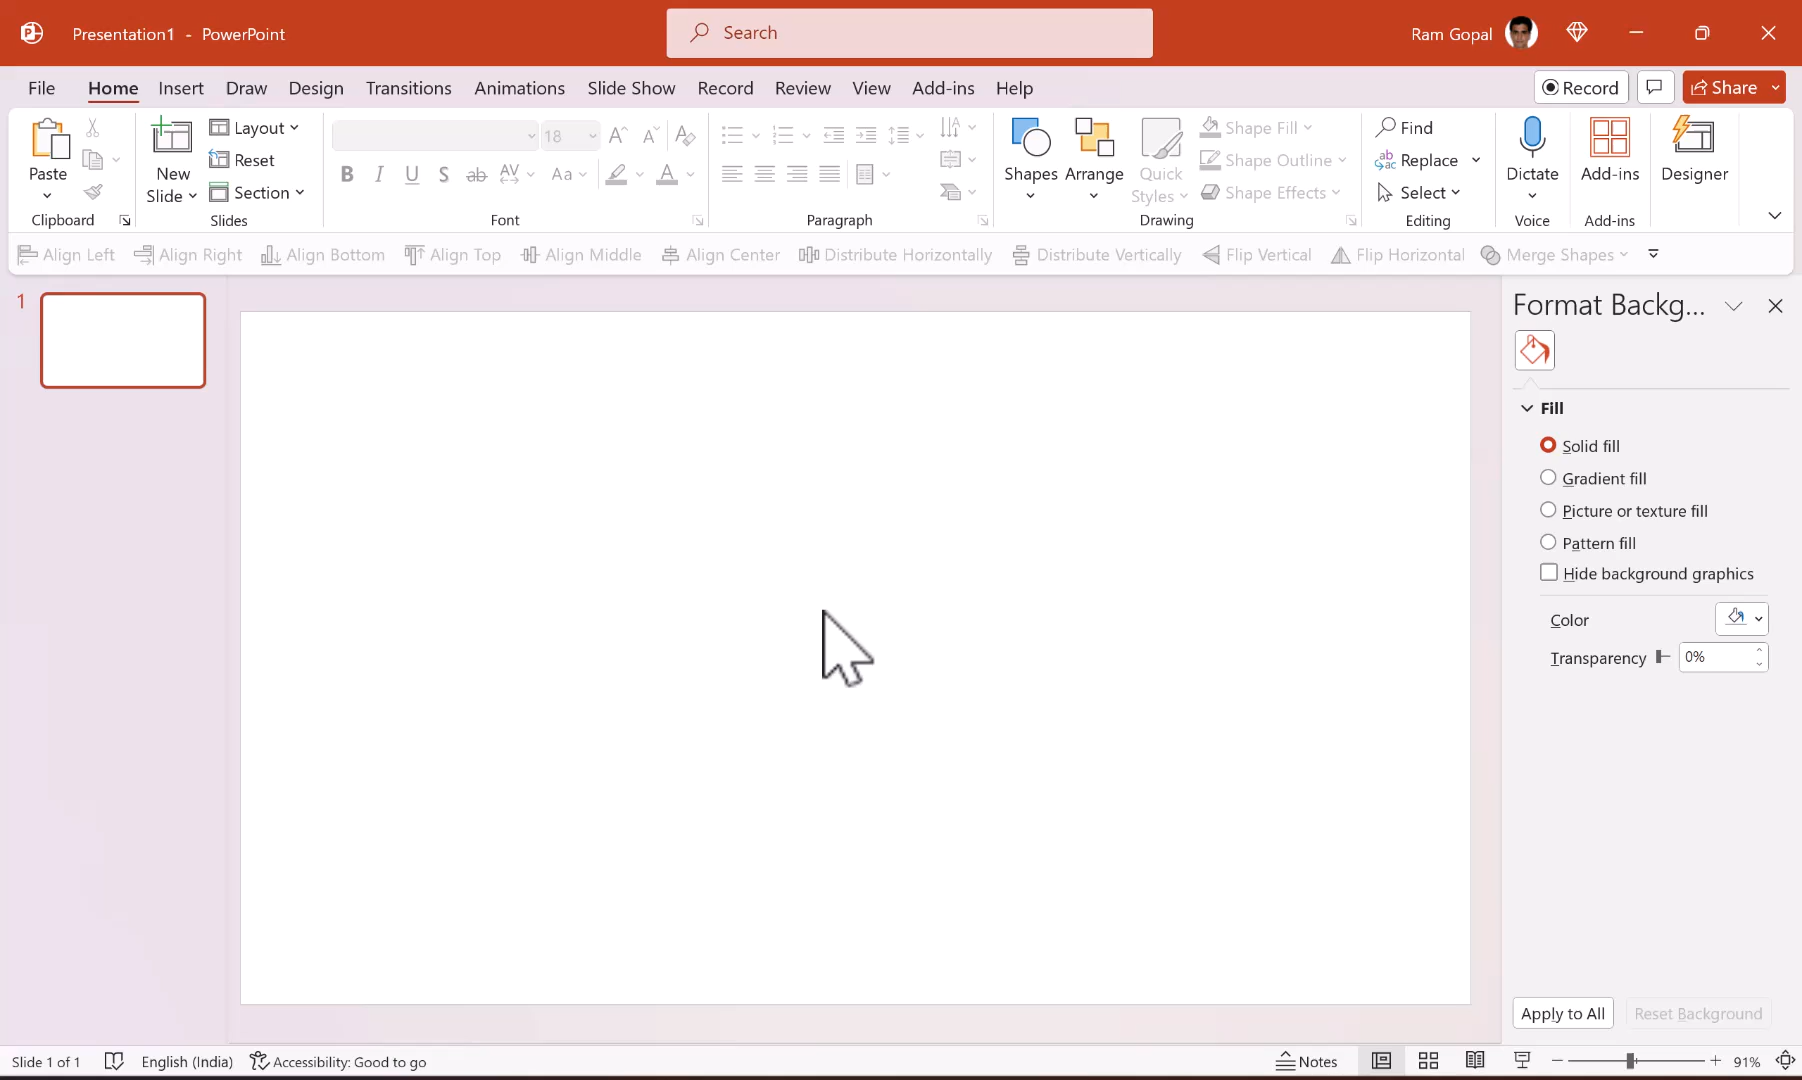 Presentation1 - PowerPoint
Search
Ram Gopal
File Home Insert Draw Design Transitions Animations Slide Show Record Review View Add-ins Help
Record
Share
Paste
Clipboard
New
Slide
Layout
Reset
Section
Slides
18
B I U S ab AV Aa A
Font
Paragraph
Shapes
Arrange
Quick
Styles
Shape Fill
Shape Outline
Shape Effects
Drawing
Find
Replace
Select
Editing
Dictate
Voice
Add-ins
Add-ins
Designer
Align Left Align Right Align Bottom Align Top Align Middle Align Center Distribute Horizontally Distribute Vertically Flip Vertical Flip Horizontal Merge Shapes
1
Format Backg...
Fill
Solid fill
Gradient fill
Picture or texture fill
Pattern fill
Hide background graphics
Color
Transparency 0%
Apply to All Reset Background
Slide 1 of 1 English (India) Accessibility: Good to go Notes 91%